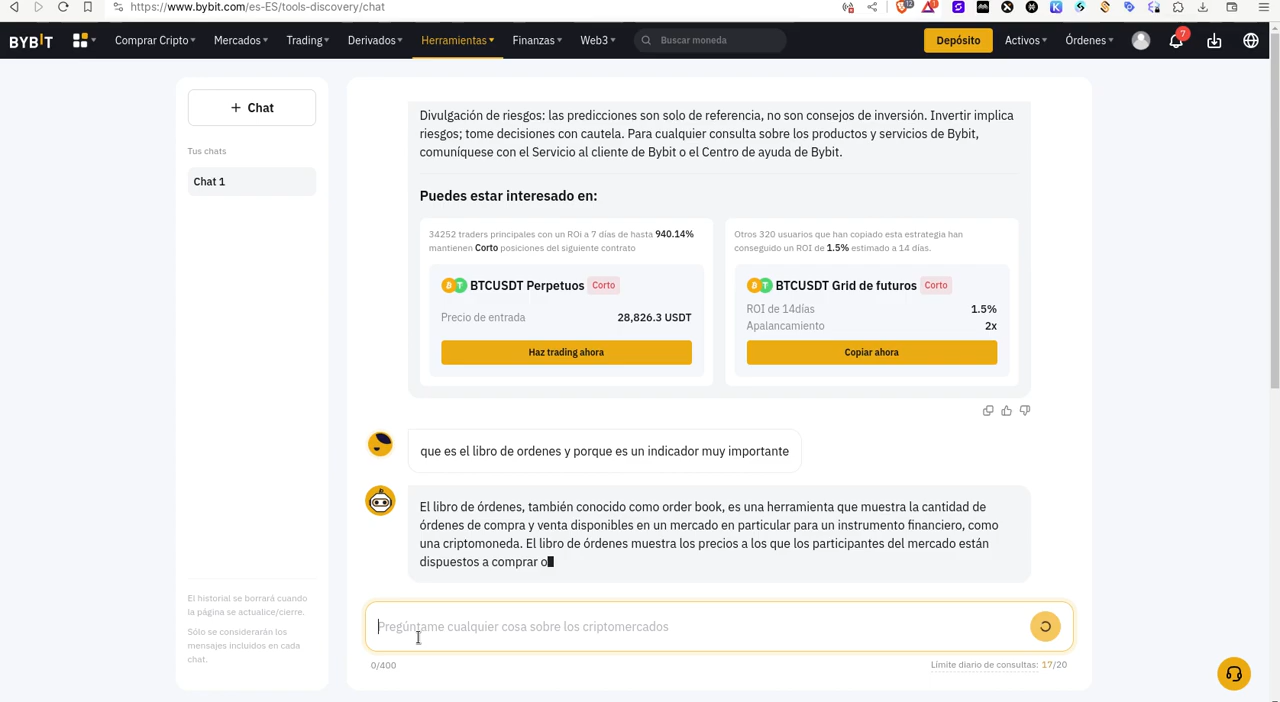 https://www.bybit.com/es-ES/tools-discovery/chat
BYBIT
Comprar Cripto
Mercados
Trading
Derivados
Herramientas
Finanzas
Web3
Buscar moneda
Depósito
Activos
Órdenes
7
+ Chat
Tus chats
Chat 1
El historial se borrará cuando
la página se actualice/cierre.
Sólo se considerarán los
mensajes incluidos en cada
chat.
Divulgación de riesgos: las predicciones son solo de referencia, no son consejos de inversión. Invertir implica
riesgos; tome decisiones con cautela. Para cualquier consulta sobre los productos y servicios de Bybit,
comuníquese con el Servicio al cliente de Bybit o el Centro de ayuda de Bybit.
Puedes estar interesado en:
34252 traders principales con un ROi a 7 días de hasta 940.14%
mantienen Corto posiciones del siguiente contrato
BTCUSDT Perpetuos Corto
Precio de entrada 28,826.3 USDT
Haz trading ahora
Otros 320 usuarios que han copiado esta estrategia han
conseguido un ROI de 1.5% estimado a 14 días.
BTCUSDT Grid de futuros Corto
ROI de 14días 1.5%
Apalancamiento 2x
Copiar ahora
que es el libro de ordenes y porque es un indicador muy importante
El libro de órdenes, también conocido como order book, es una herramienta que muestra la cantidad de
órdenes de compra y venta disponibles en un mercado en particular para un instrumento financiero, como
una criptomoneda. El libro de órdenes muestra los precios a los que los participantes del mercado están
dispuestos a comprar o
Pregúntame cualquier cosa sobre los criptomercados
0/400
Límite diario de consultas: 17/20